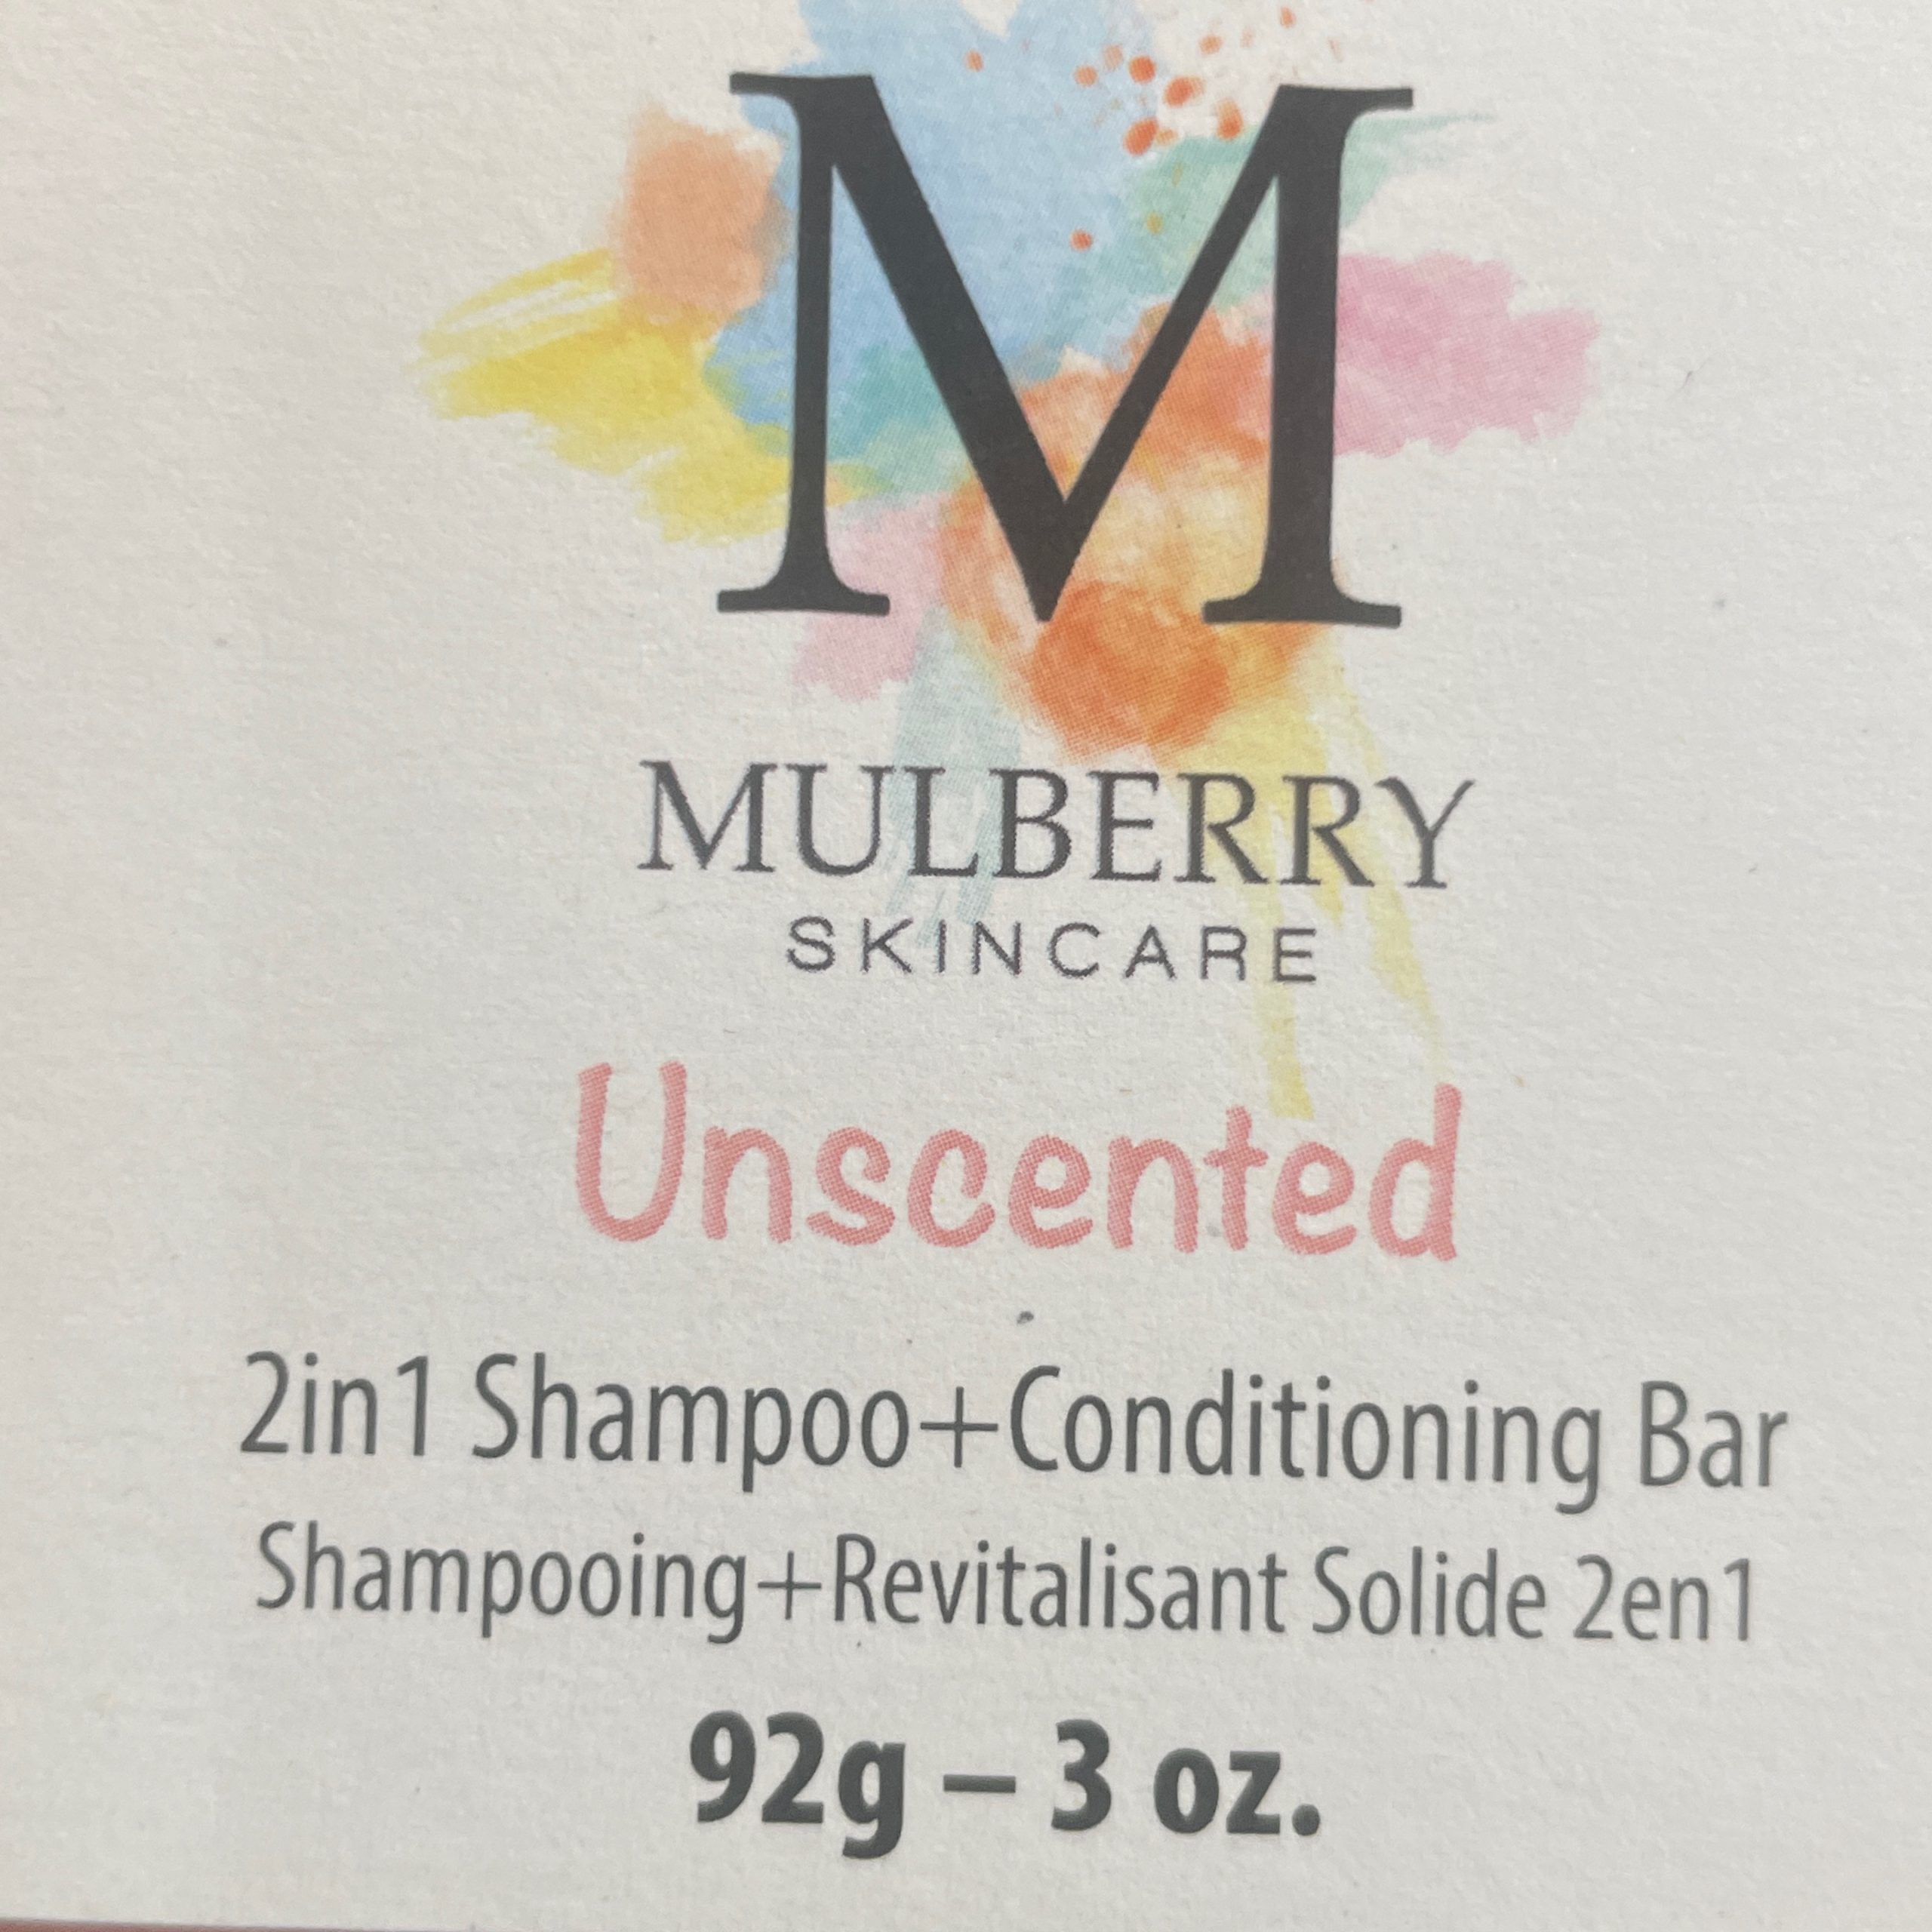 M
MULBERRY
SKINCARE
Unscented
2in1 Shampoo+Conditioning Bar
Shampooing+Revitalisant Solide 2en1
92g – 3 oz.